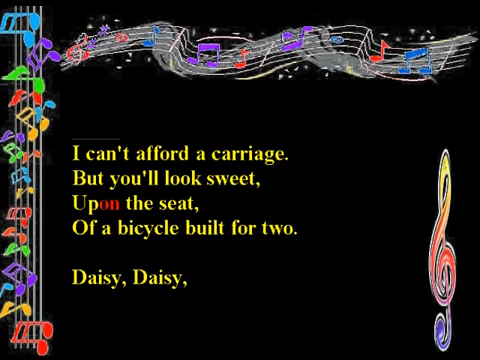 I can't afford a carriage.
But you'll look sweet,
Upon the seat,
Of a bicycle built for two.
Daisy, Daisy,